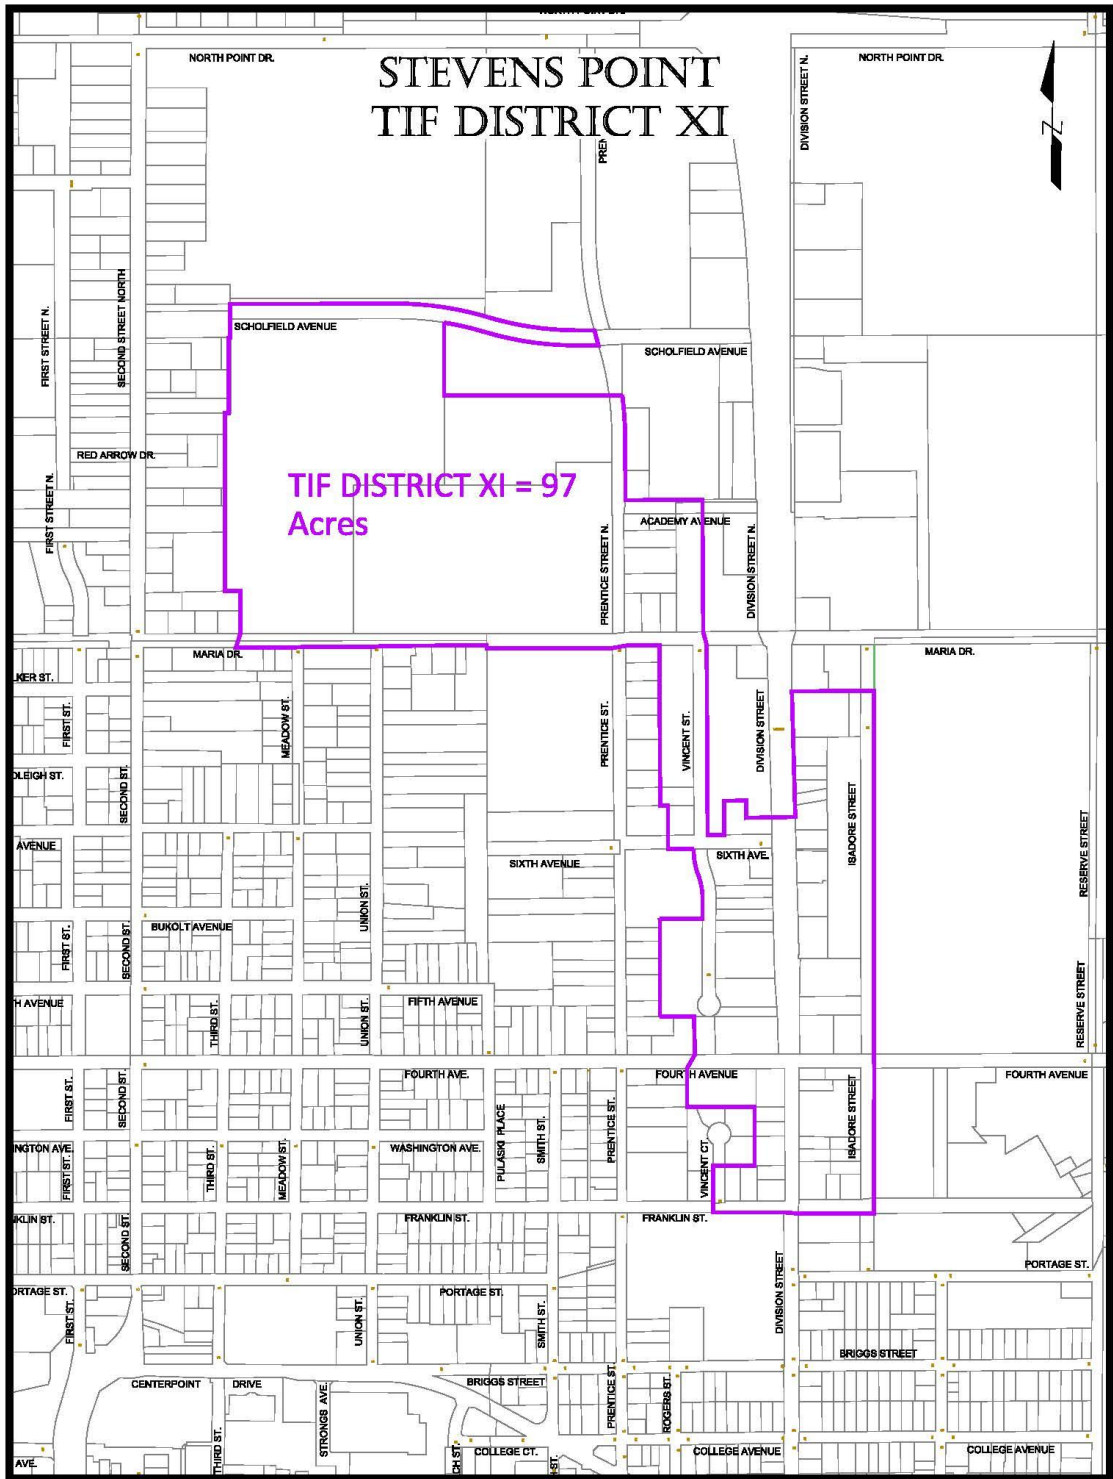 NORTH POINT DR.
STEVENS POINT
NORTH POINT DR.
TIF DISTRICT XI
DIVISION STREET N.
SECOND STREET NORTH
FIRST STREET N.
SCHOLFIELD AVENUE
SCHOLFIELD AVENUE
RED ARROW DR.
TIF DISTRICT XI = 97
Acres
FIRST STREET N.
ACADEMY AVENUE
PRENTICE STREET N.
DIVISION STREET N.
MARIA DR.
MARIA DR.
FIRST ST.
MEADOW ST.
PRENTICE ST.
VINCENT ST.
DIVISION STREET
SECOND ST.
AVENUE
SIXTH AVENUE
SIXTH AVE.
ISADORE STREET
RESERVE STREET
UNION ST.
BUKOLT AVENUE
FIRST ST.
SECOND ST.
FIFTH AVENUE
THIRD ST.
UNION ST.
RESERVE STREET
FOURTH AVE.
FOURTH AVENUE
FOURTH AVENUE
FIRST ST.
SECOND ST.
PULASKI PLACE
SMITH ST.
PRENTICE ST.
ISADORE STREET
WASHINGTON AVE.
FIRST ST.
THIRD ST.
MEADOW ST.
VINCENT CT.
FRANKLIN ST.
FRANKLIN ST.
SECOND ST.
PORTAGE ST.
PORTAGE ST.
DIVISION STREET
FIRST ST.
UNION ST.
SMITH ST.
BRIGGS STREET
CENTERPOINT DRIVE
BRIGGS STREET
STRONGS AVE.
PRENTICE ST.
ROGERS ST.
THIRD ST.
COLLEGE CT.
COLLEGE AVENUE
COLLEGE AVENUE
AVE.